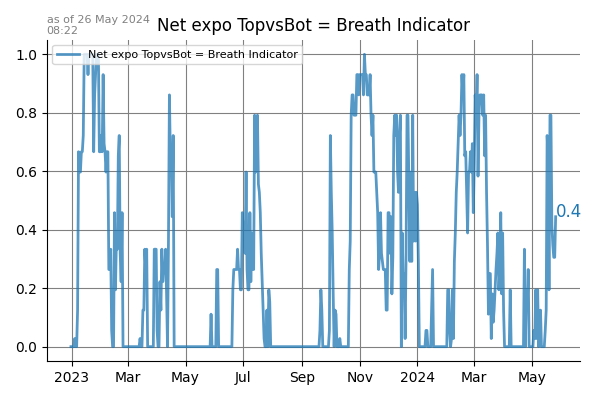 as of 26 May 2024
08:22
Net expo TopvsBot = Breath Indicator
Net expo TopvsBot = Breath Indicator
1.0
0.8
0.6
0.4
0.2
0.0
0.4
2023 Mar May Jul Sep Nov 2024 Mar May